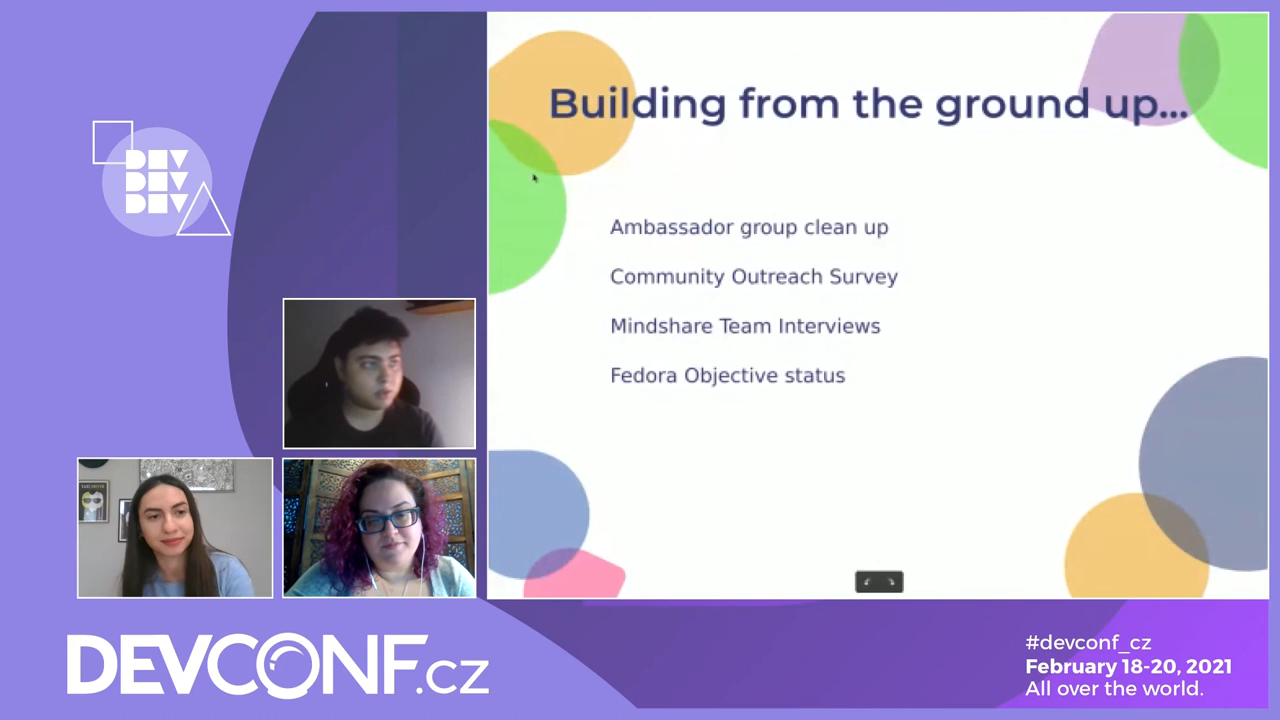 DEV
DEV
DEV
Building from the ground up...
Ambassador group clean up
Community Outreach Survey
Mindshare Team Interviews
Fedora Objective status
DEVCONF.cz
#devconf_cz
February 18-20, 2021
All over the world.